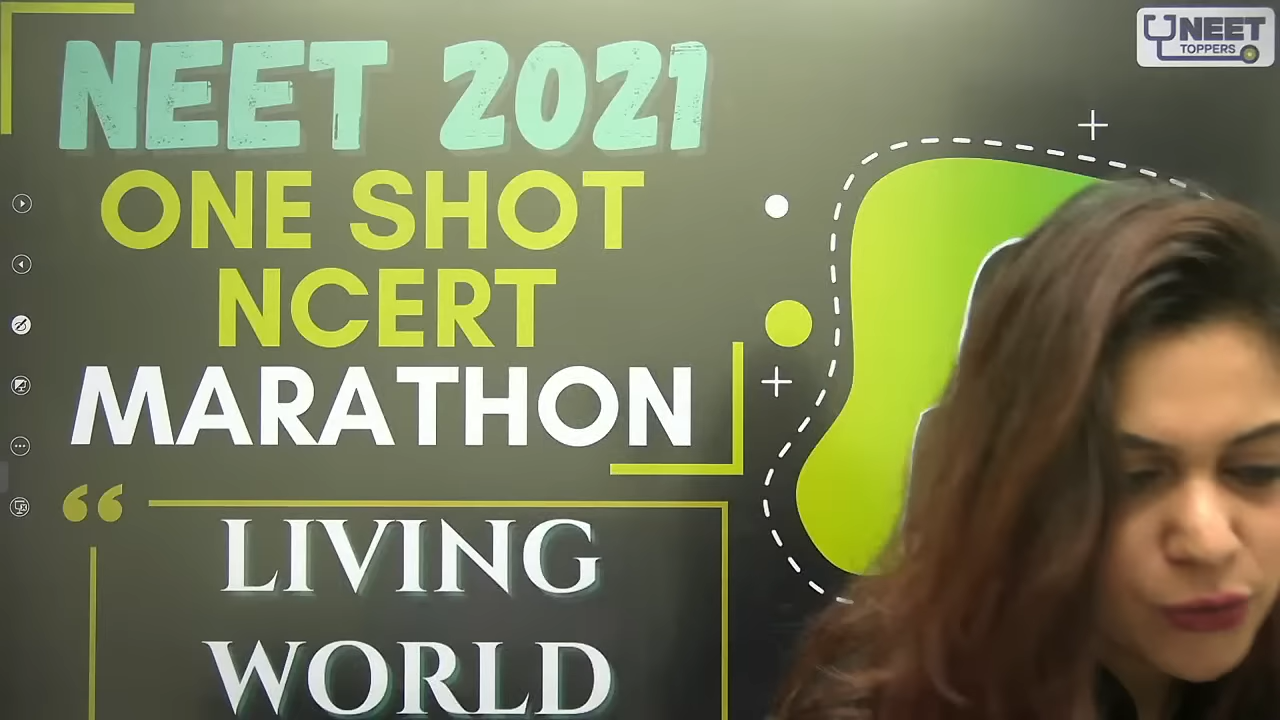 NEET 2021
ONE SHOT
NCERT
MARATHON
“
LIVING
WORLD
NEET
TOPPERS